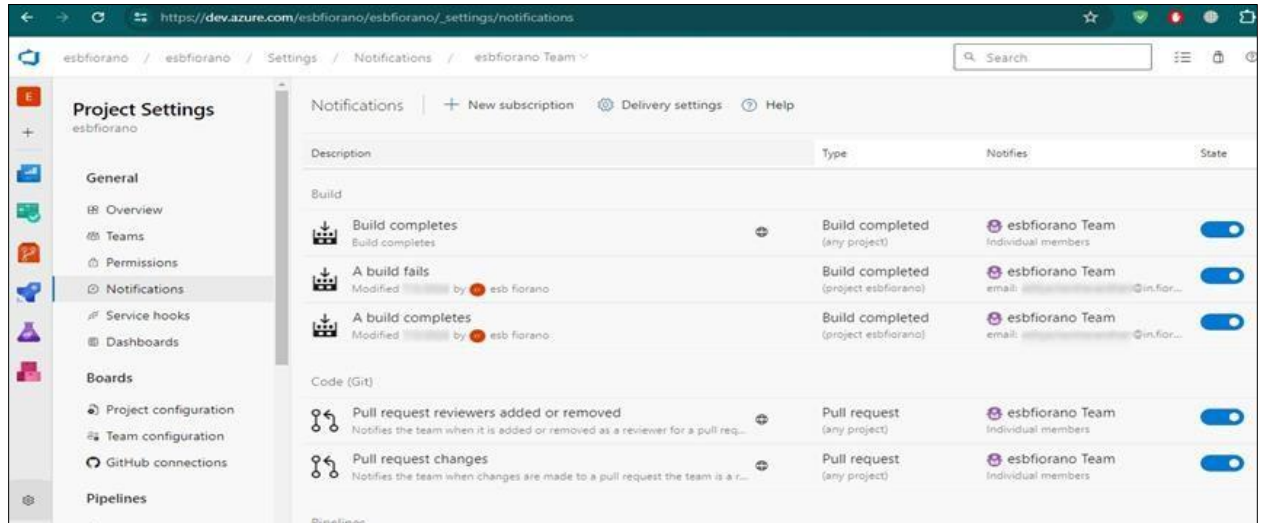 https://dev.azure.com/esbfiorano/esbfiorano/_settings/notifications
esbfiorano / esbfiorano / Settings / Notifications / esbfiorano Team
Search
E
Project Settings
esbfiorano
General
Overview
Teams
Permissions
Notifications
Service hooks
Dashboards
Boards
Project configuration
Team configuration
GitHub connections
Pipelines
Notifications
New subscription
Delivery settings
Help
Description Type Notifies State
Build
Build completes Build completed esbfiorano Team
Build completes (any project) Individual members
A build fails Build completed esbfiorano Team
Modified by esb fiorano (project esbfiorano) email: @in.fior...
A build completes Build completed esbfiorano Team
Modified by esb fiorano (project esbfiorano) email: @in.fior...
Code (Git)
Pull request reviewers added or removed Pull request esbfiorano Team
Notifies the team when it is added or removed as a reviewer for a pull req... (any project) Individual members
Pull request changes Pull request esbfiorano Team
Notifies the team when changes are made to a pull request the team is a r... (any project) Individual members
Pipelines